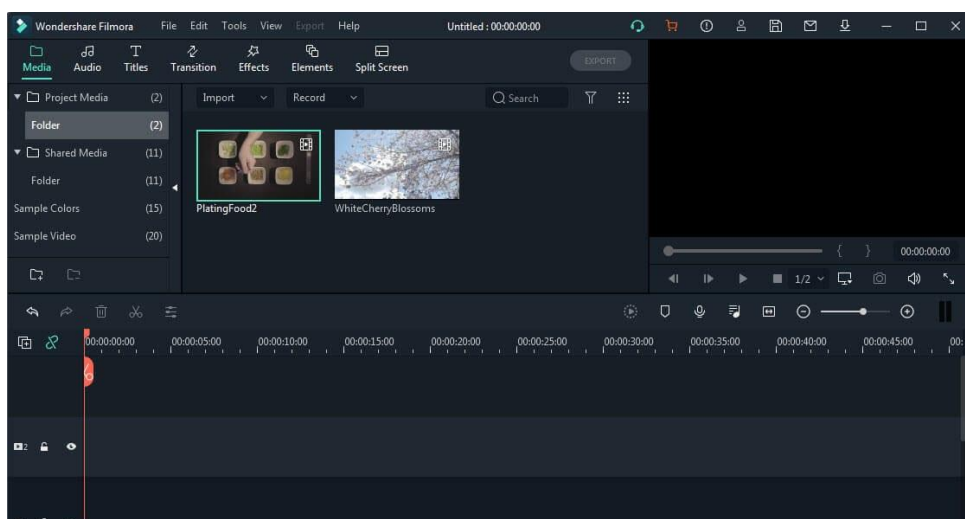 Wondershare Filmora File Edit Tools View Export Help Untitled : 00:00:00:00
Media Audio Titles Transition Effects Elements Split Screen EXPORT
Project Media (2) Import Record Search
Folder (2)
Shared Media (11)
Folder (11)
Sample Colors (15) PlatingFood2 WhiteCherryBlossoms
Sample Video (20)
{ } 00:00:00:00
1/2
00:00:00:00 00:00:05:00 00:00:10:00 00:00:15:00 00:00:20:00 00:00:25:00 00:00:30:00 00:00:35:00 00:00:40:00 00:00:45:00 00:
2